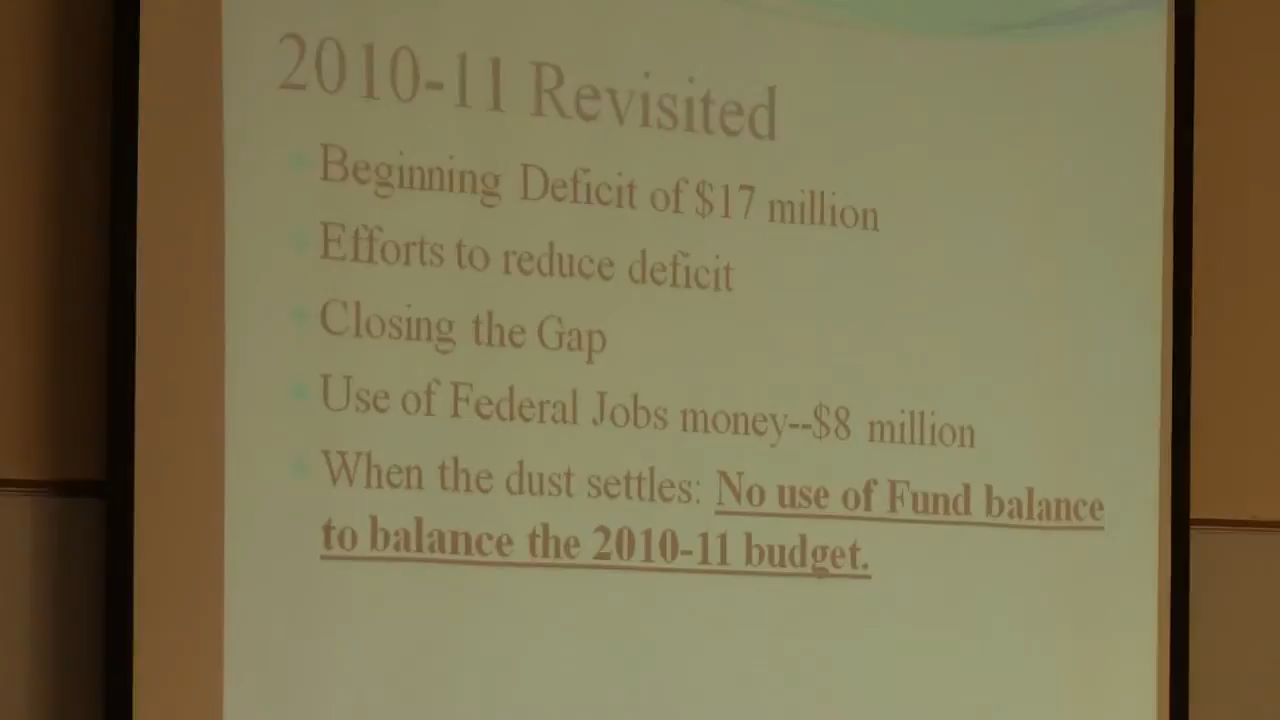 2010-11 Revisited
Beginning Deficit of $17 million
Efforts to reduce deficit
Closing the Gap
Use of Federal Jobs money--$8 million
When the dust settles: No use of Fund balance
to balance the 2010-11 budget.